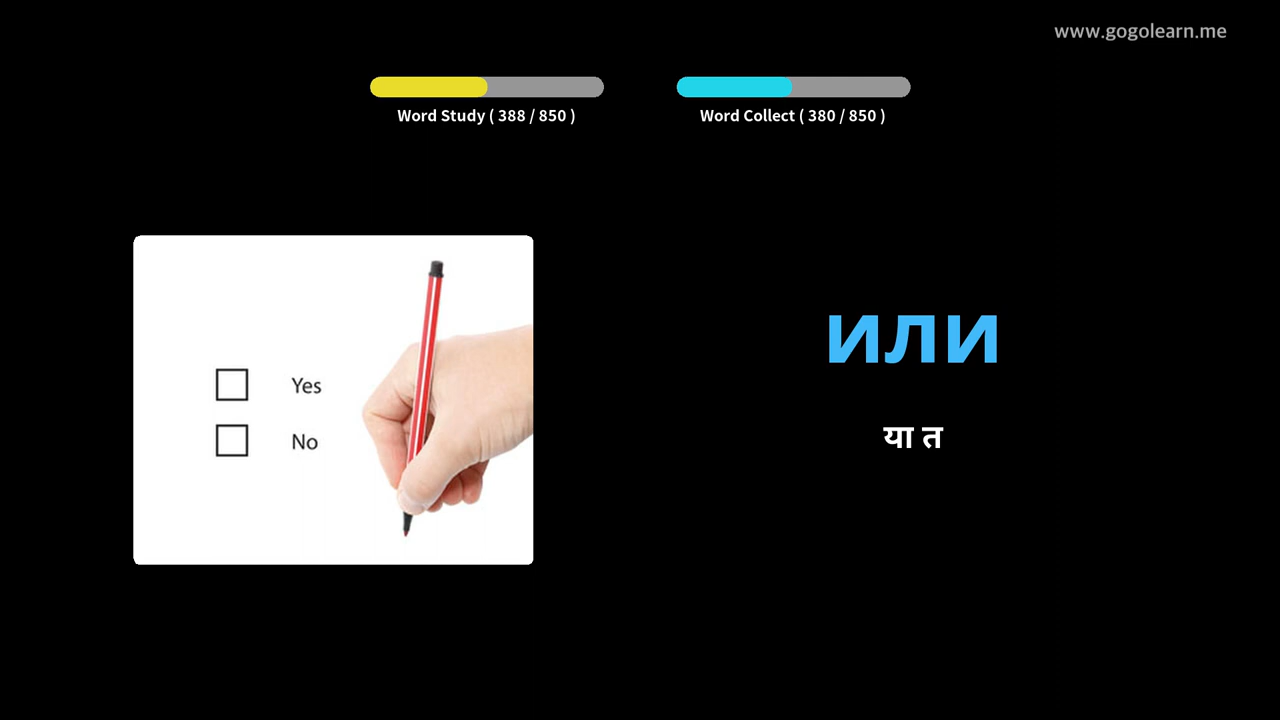 www.gogolearn.me
Word Study ( 388 / 850 )
Word Collect ( 380 / 850 )
Yes
No
или
या त